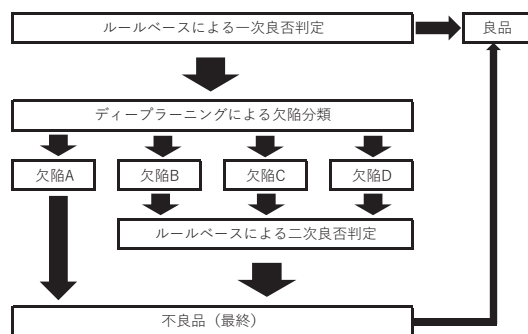 ルールベースによる一次良否判定
良品
ディープラーニングによる欠陥分類
欠陥A
欠陥B
欠陥C
欠陥D
ルールベースによる二次良否判定
不良品（最終）